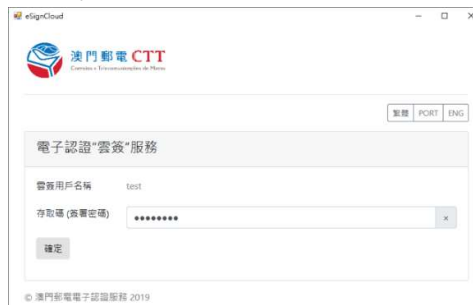 eSignCloud
澳門郵電 CTT
Correios e Telecomunicações de Macau
繁體 PORT ENG
電子認證"雲簽"服務
雲簽用戶名稱 test
存取碼 (簽署密碼) ••••••••
確定
© 澳門郵電電子認證服務 2019